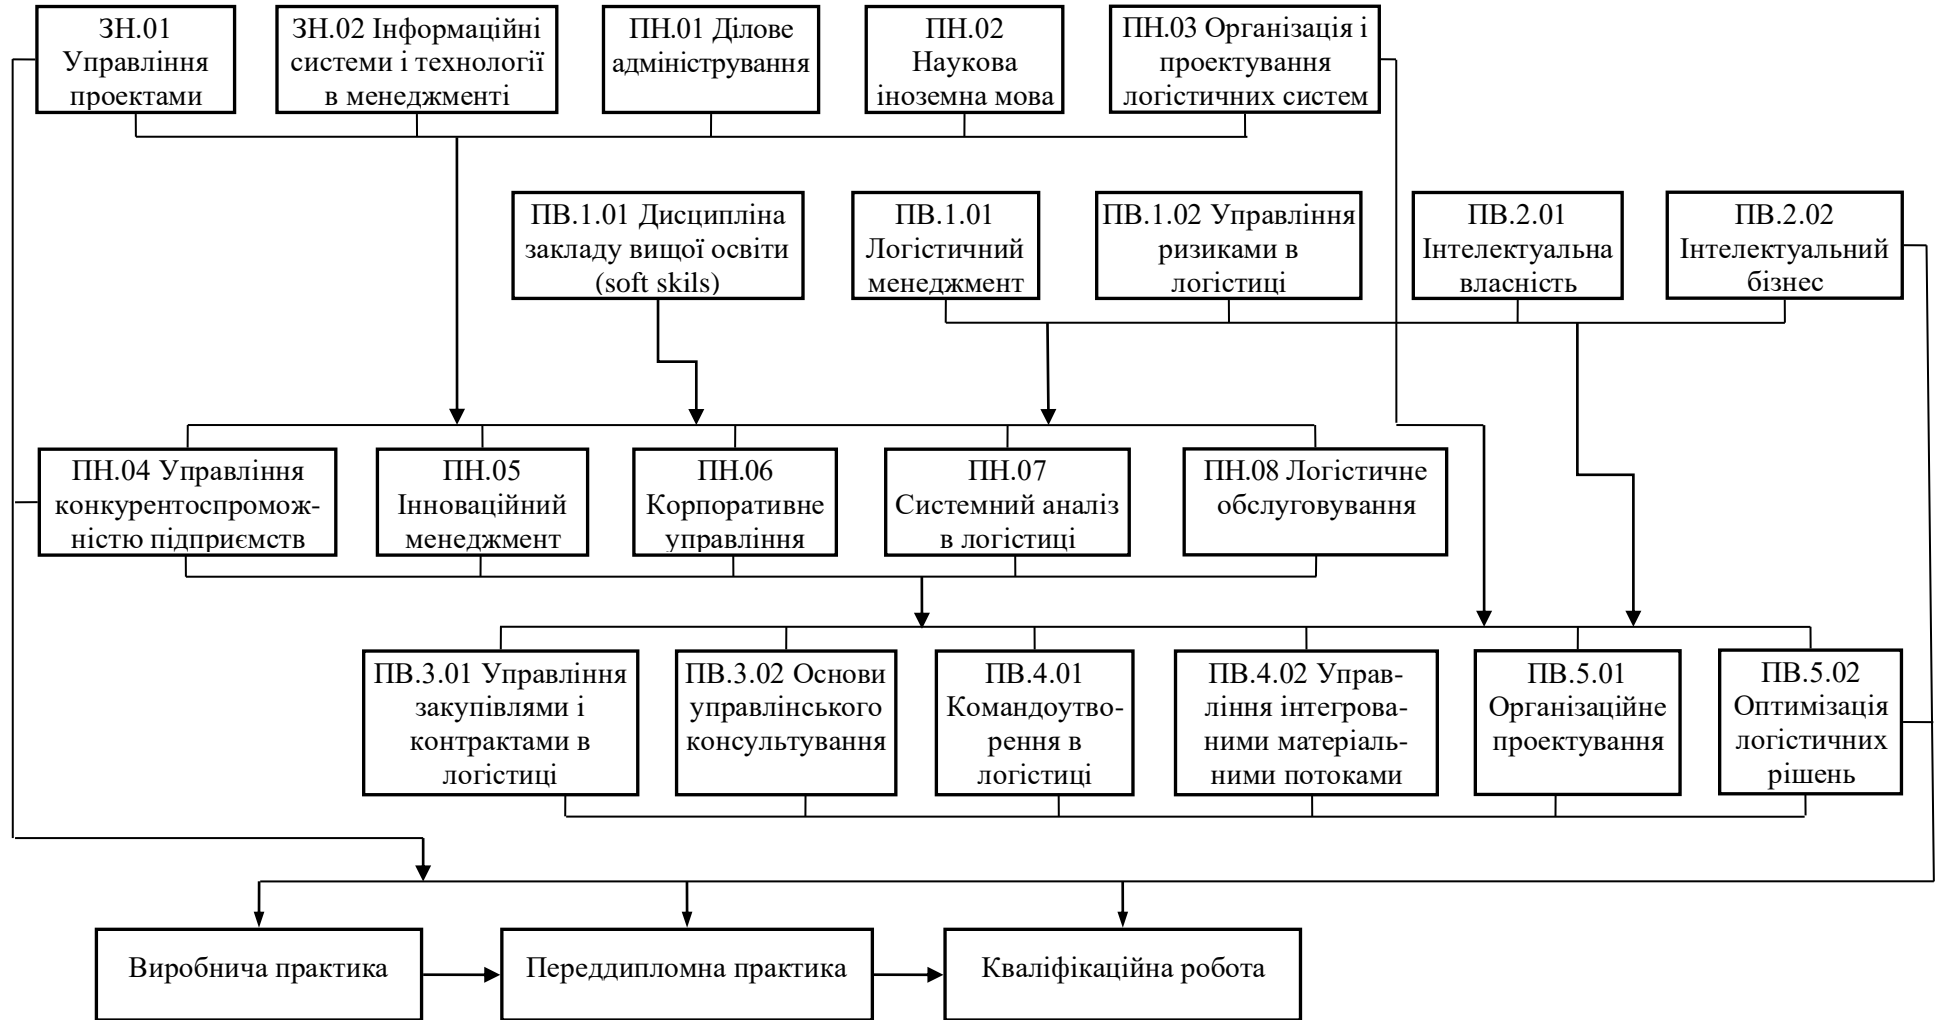 ЗН.01
Управління
проектами
ЗН.02 Інформаційні
системи і технології
в менеджменті
ПН.01 Ділове
адміністрування
ПН.02
Наукова
іноземна мова
ПН.03 Організація і
проектування
логістичних систем
ПВ.1.01 Дисципліна
закладу вищої освіти
(soft skils)
ПВ.1.01
Логістичний
менеджмент
ПВ.1.02 Управління
ризиками в
логістиці
ПВ.2.01
Інтелектуальна
власність
ПВ.2.02
Інтелектуальний
бізнес
ПН.04 Управління
конкурентоспромож-
ністю підприємств
ПН.05
Інноваційний
менеджмент
ПН.06
Корпоративне
управління
ПН.07
Системний аналіз
в логістиці
ПН.08 Логістичне
обслуговування
ПВ.3.01 Управління
закупівлями і
контрактами в
логістиці
ПВ.3.02 Основи
управлінського
консультування
ПВ.4.01
Командоутво-
рення в
логістиці
ПВ.4.02 Управ-
ління інтегрова-
ними матеріаль-
ними потоками
ПВ.5.01
Організаційне
проектування
ПВ.5.02
Оптимізація
логістичних
рішень
Виробнича практика
Переддипломна практика
Кваліфікаційна робота